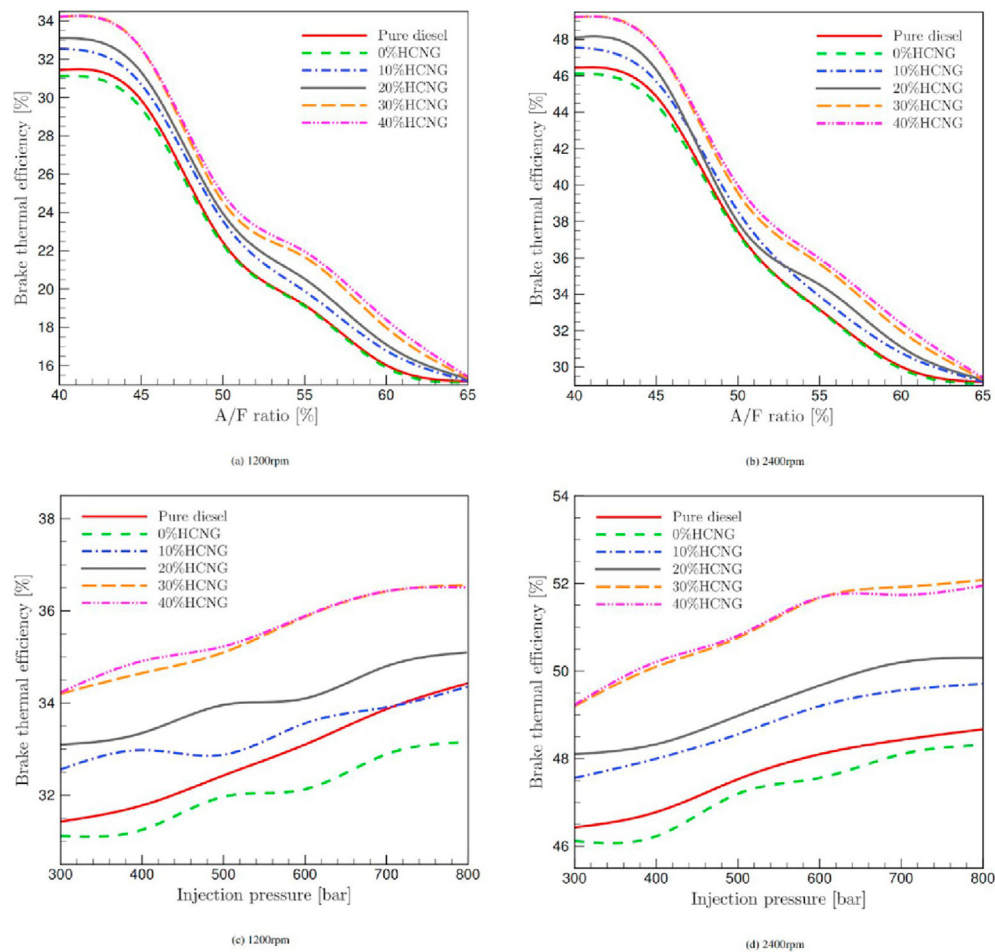 Brake thermal efficiency [%]
34
32
30
28
26
24
22
20
18
16
40
45
50
55
60
65
A/F ratio [%]
Pure diesel
0%HCNG
10%HCNG
20%HCNG
30%HCNG
40%HCNG
(a) 1200rpm
Brake thermal efficiency [%]
48
46
44
42
40
38
36
34
32
30
40
45
50
55
60
65
A/F ratio [%]
Pure diesel
0%HCNG
10%HCNG
20%HCNG
30%HCNG
40%HCNG
(b) 2400rpm
Brake thermal efficiency [%]
38
36
34
32
300
400
500
600
700
800
Injection pressure [bar]
Pure diesel
0%HCNG
10%HCNG
20%HCNG
30%HCNG
40%HCNG
(c) 1200rpm
Brake thermal efficiency [%]
54
52
50
48
46
300
400
500
600
700
800
Injection pressure [bar]
Pure diesel
0%HCNG
10%HCNG
20%HCNG
30%HCNG
40%HCNG
(d) 2400rpm